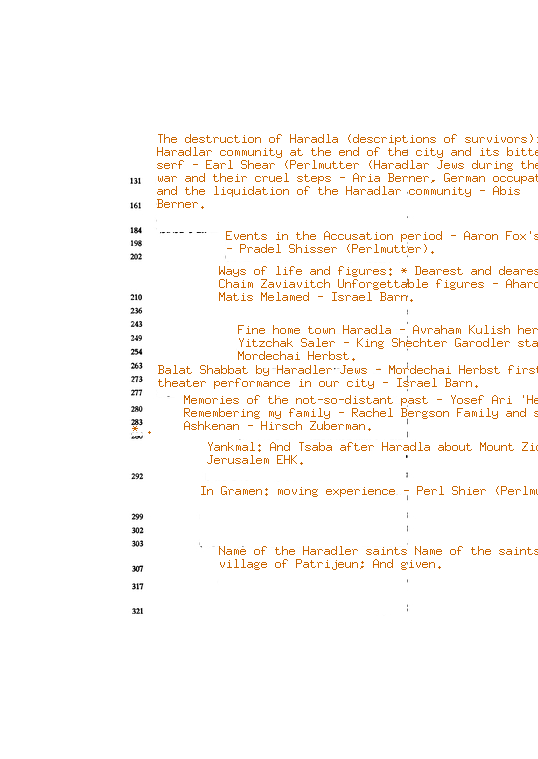 The destruction of Haradla (descriptions of survivors):
Haradlar community at the end of the city and its bitte
serf - Earl Shear (Perlmutter (Haradlar Jews during the
131 war and their cruel steps - Aria Berner, German occupat
and the liquidation of the Haradlar community - Abis
161 Berner.
184
Events in the Accusation period - Aaron Fox's
198
- Pradel Shisser (Perlmutter).
202
Ways of life and figures: * Dearest and deares
Chaim Zaviavitch Unforgettable figures - Aharo
210 Matis Melamed - Israel Barn.
236
243
Fine home town Haradla - Avraham Kulish her
249 Yitzchak Saler - King Shechter Garodler sta
254 Mordechai Herbst.
263 Balat Shabbat by Haradler Jews - Mordechai Herbst first
273 theater performance in our city - Israel Barn.
277
Memories of the not-so-distant past - Yosef Ari 'He
280 Remembering my family - Rachel Bergson Family and s
283 Ashkenan - Hirsch Zuberman.
* .
Yankmal: And Tsaba after Haradla about Mount Zio
Jerusalem EHK.
292
In Gramen: moving experience - Perl Shier (Perlmu
299
302
303
Name of the Haradler saints Name of the saints
307 village of Patrijeun; And given.
317
321